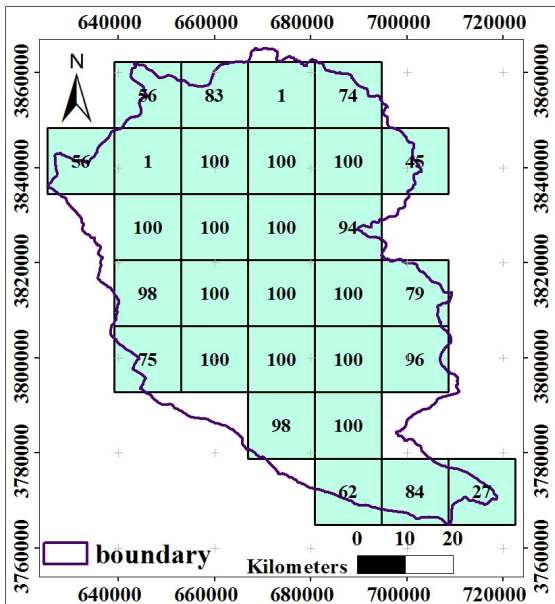 640000 660000 680000 700000 720000
3860000 3860000
N
56 83 1 74
56 1 100 100 100 45
3840000 3840000
100 100 100 94
3820000 3820000
98 100 100 100 79
3800000 3800000
75 100 100 100 96
98 100
3780000 3780000
62 84 27
boundary
0 10 20
Kilometers
3760000 3760000
640000 660000 680000 700000 720000